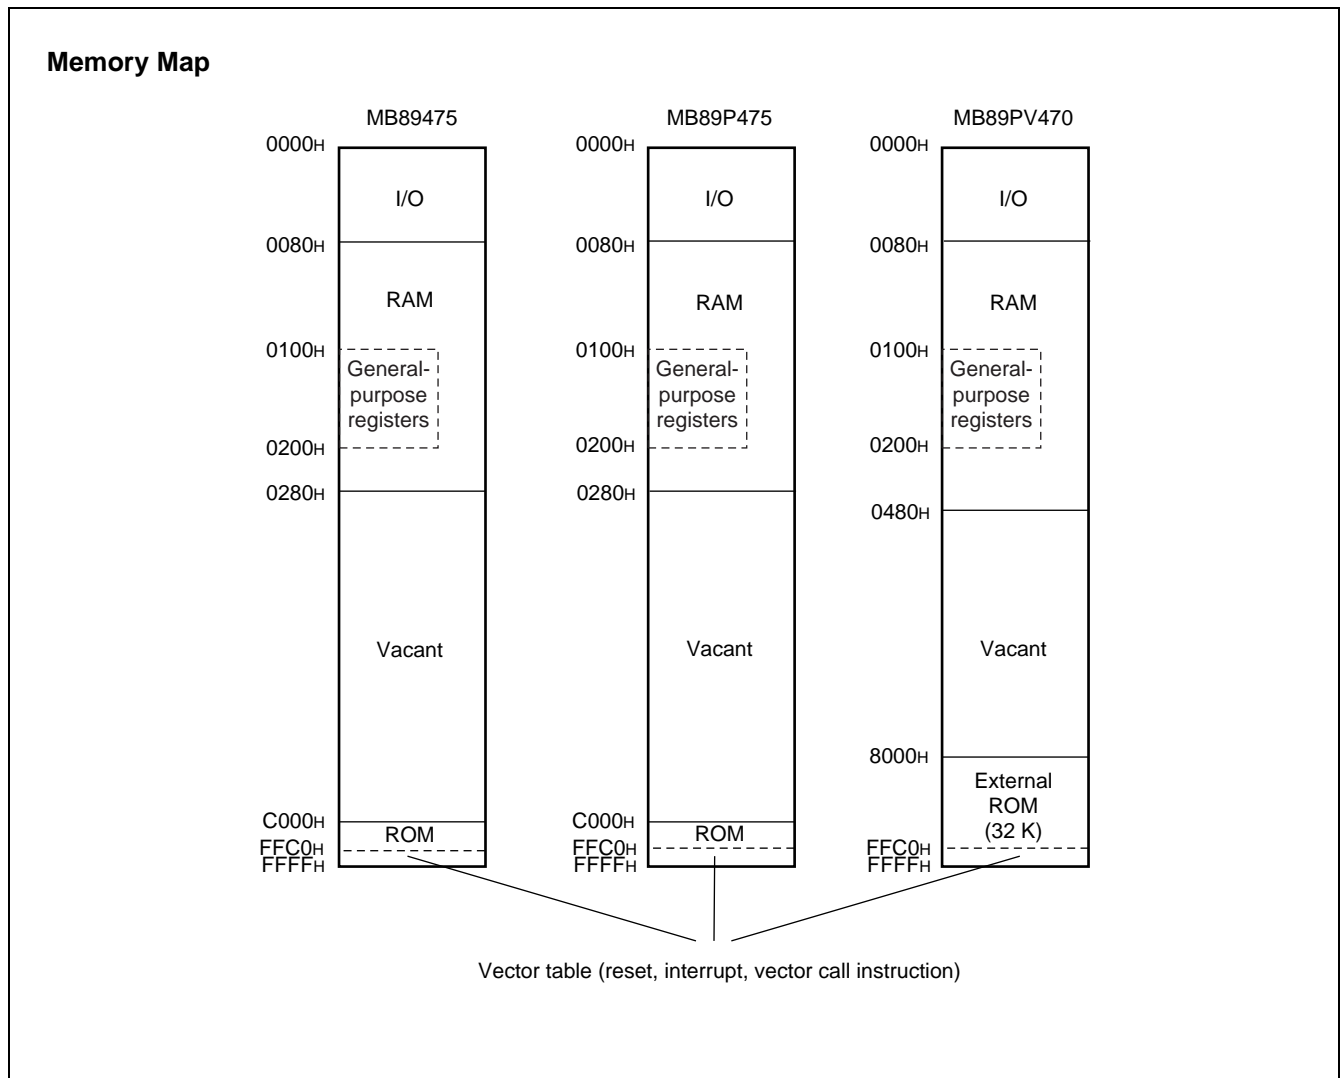 Memory Map
MB89475
0000H
I/O
0080H
RAM
0100H
General-
purpose
registers
0200H
0280H
Vacant
C000H
ROM
FFC0H
FFFFH
MB89P475
0000H
I/O
0080H
RAM
0100H
General-
purpose
registers
0200H
0280H
Vacant
C000H
ROM
FFC0H
FFFFH
MB89PV470
0000H
I/O
0080H
RAM
0100H
General-
purpose
registers
0200H
0480H
Vacant
8000H
External
ROM
(32 K)
FFC0H
FFFFH
Vector table (reset, interrupt, vector call instruction)